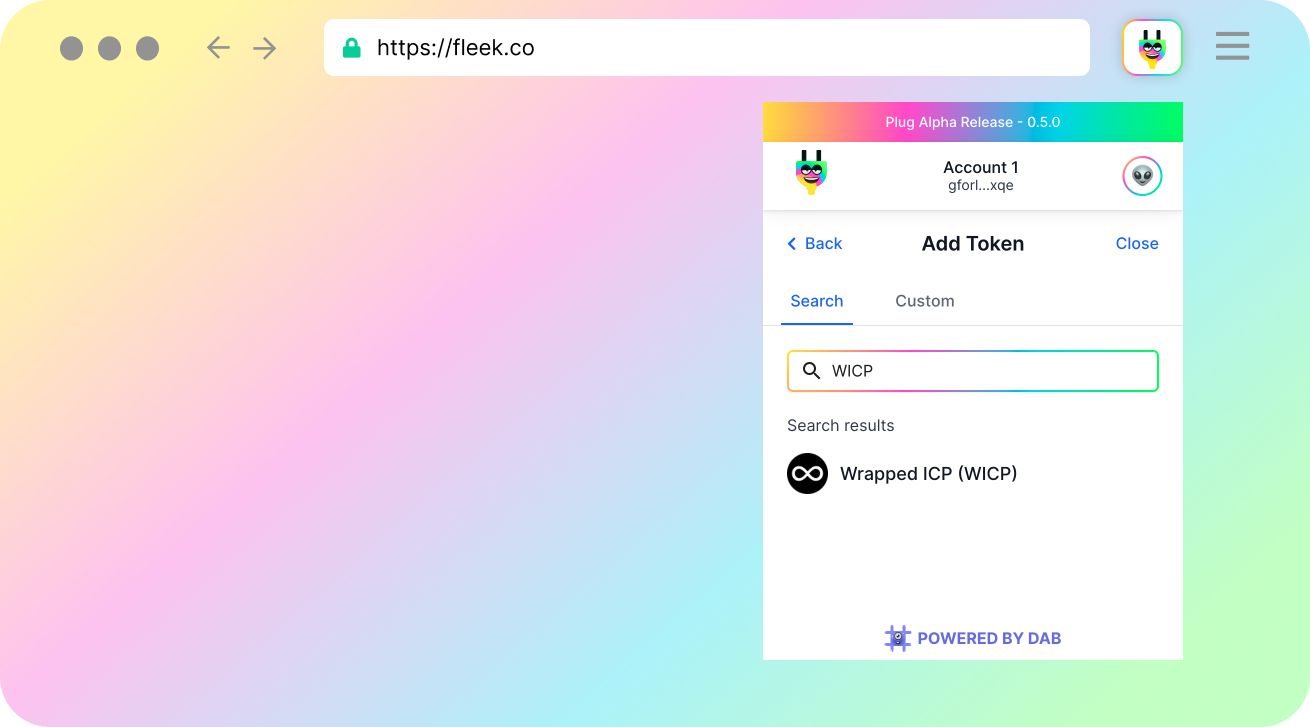 https://fleek.co
Plug Alpha Release - 0.5.0
Account 1
gforl...xqe
Back
Add Token
Close
Search
Custom
WICP
Search results
Wrapped ICP (WICP)
POWERED BY DAB